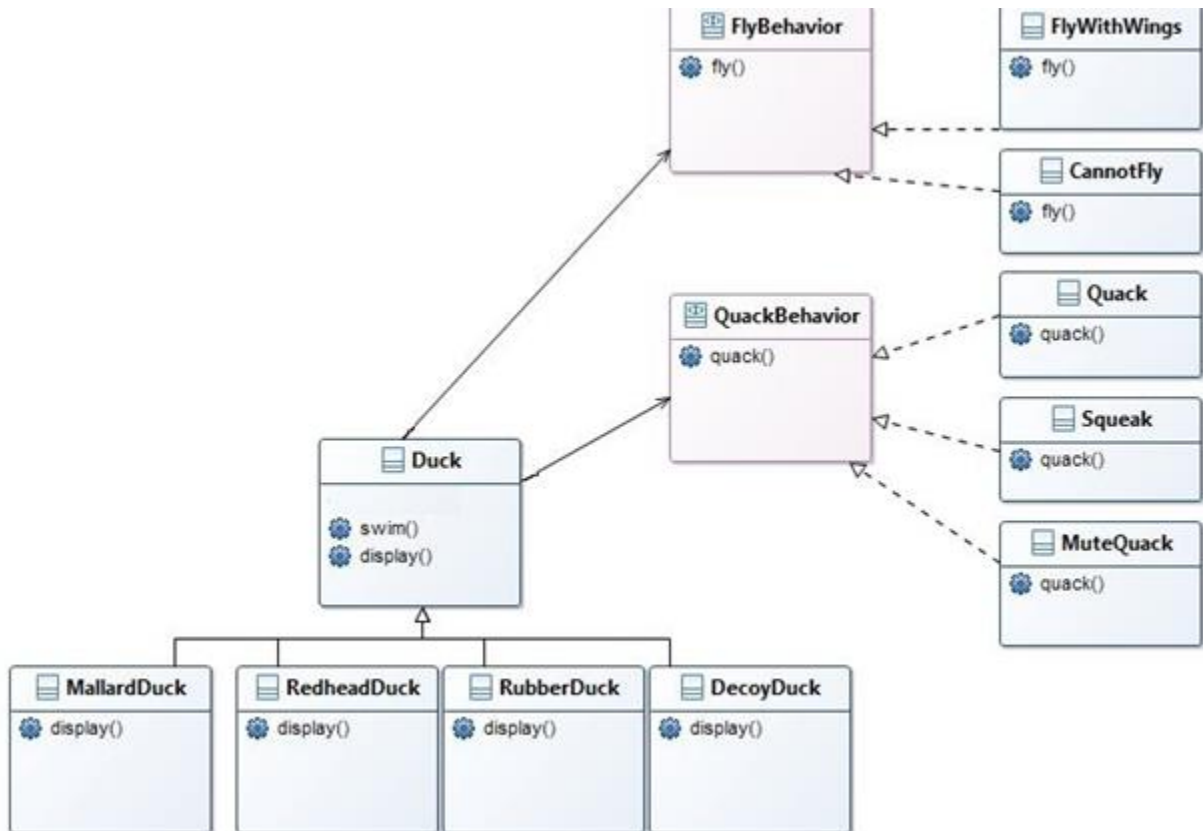 FlyBehavior
fly()
FlyWithWings
fly()
CannotFly
fly()
QuackBehavior
quack()
Quack
quack()
Squeak
quack()
MuteQuack
quack()
Duck
swim()
display()
MallardDuck
display()
RedheadDuck
display()
RubberDuck
display()
DecoyDuck
display()